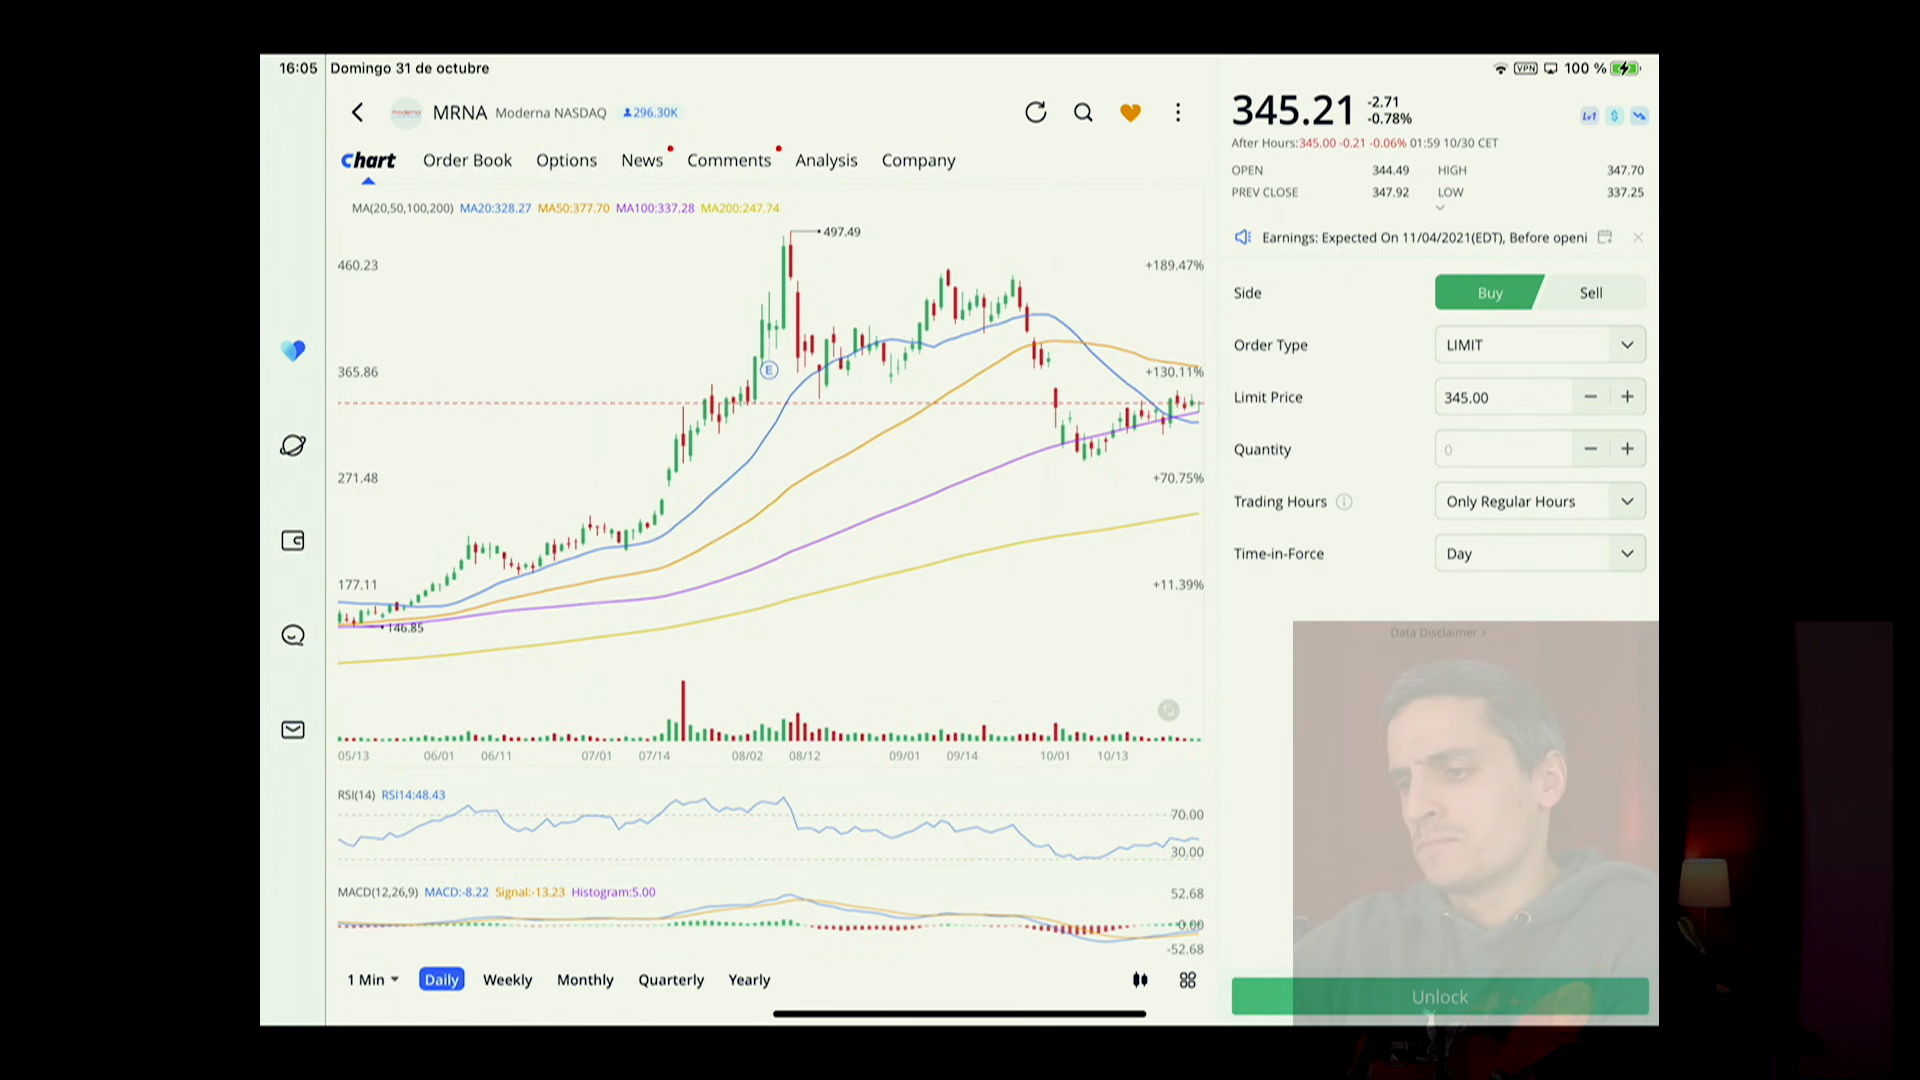 16:05 Domingo 31 de octubre
VPN 100 %
moderna MRNA Moderna NASDAQ 296.30K
Chart Order Book Options News Comments Analysis Company
MA(20,50,100,200) MA20:328.27 MA50:377.70 MA100:337.28 MA200:247.74
497.49
460.23 +189.47%
365.86 +130.11%
E
271.48 +70.75%
177.11 +11.39%
146.85
05/13 06/01 06/11 07/01 07/14 08/02 08/12 09/01 09/14 10/01 10/13
RSI(14) RSI14:48.43
70.00
30.00
MACD(12,26,9) MACD:-8.22 Signal:-13.23 Histogram:5.00
52.68
0.00
-52.68
1 Min Daily Weekly Monthly Quarterly Yearly
345.21 -2.71
-0.78%
Lv1 $
After Hours:345.00 -0.21 -0.06% 01:59 10/30 CET
OPEN 344.49 HIGH 347.70
PREV CLOSE 347.92 LOW 337.25
Earnings: Expected On 11/04/2021(EDT), Before openi
Side Buy Sell
Order Type LIMIT
Limit Price 345.00 − +
Quantity 0 − +
Trading Hours Only Regular Hours
Time-in-Force Day
Data Disclaimer >
Unlock